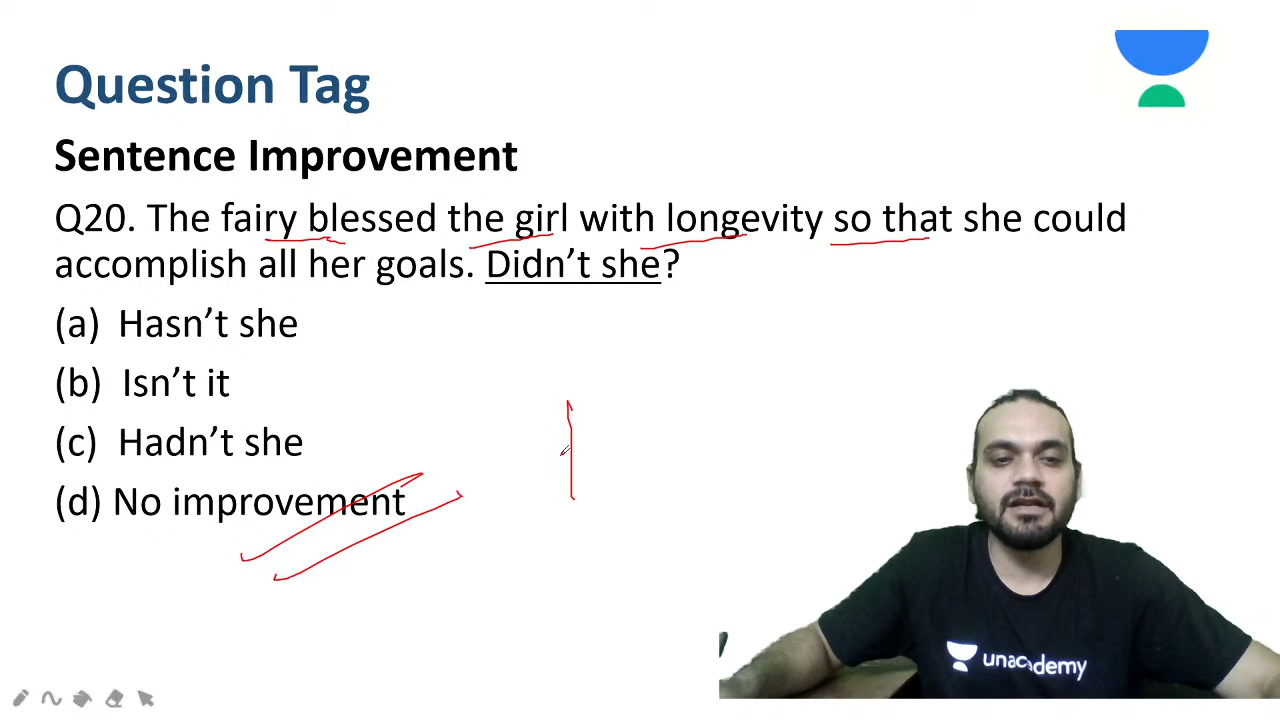 Question Tag
Sentence Improvement
Q20. The fairy blessed the girl with longevity so that she could
accomplish all her goals. Didn’t she?
(a) Hasn’t she
(b) Isn’t it
(c) Hadn’t she
(d) No improvement
unacademy